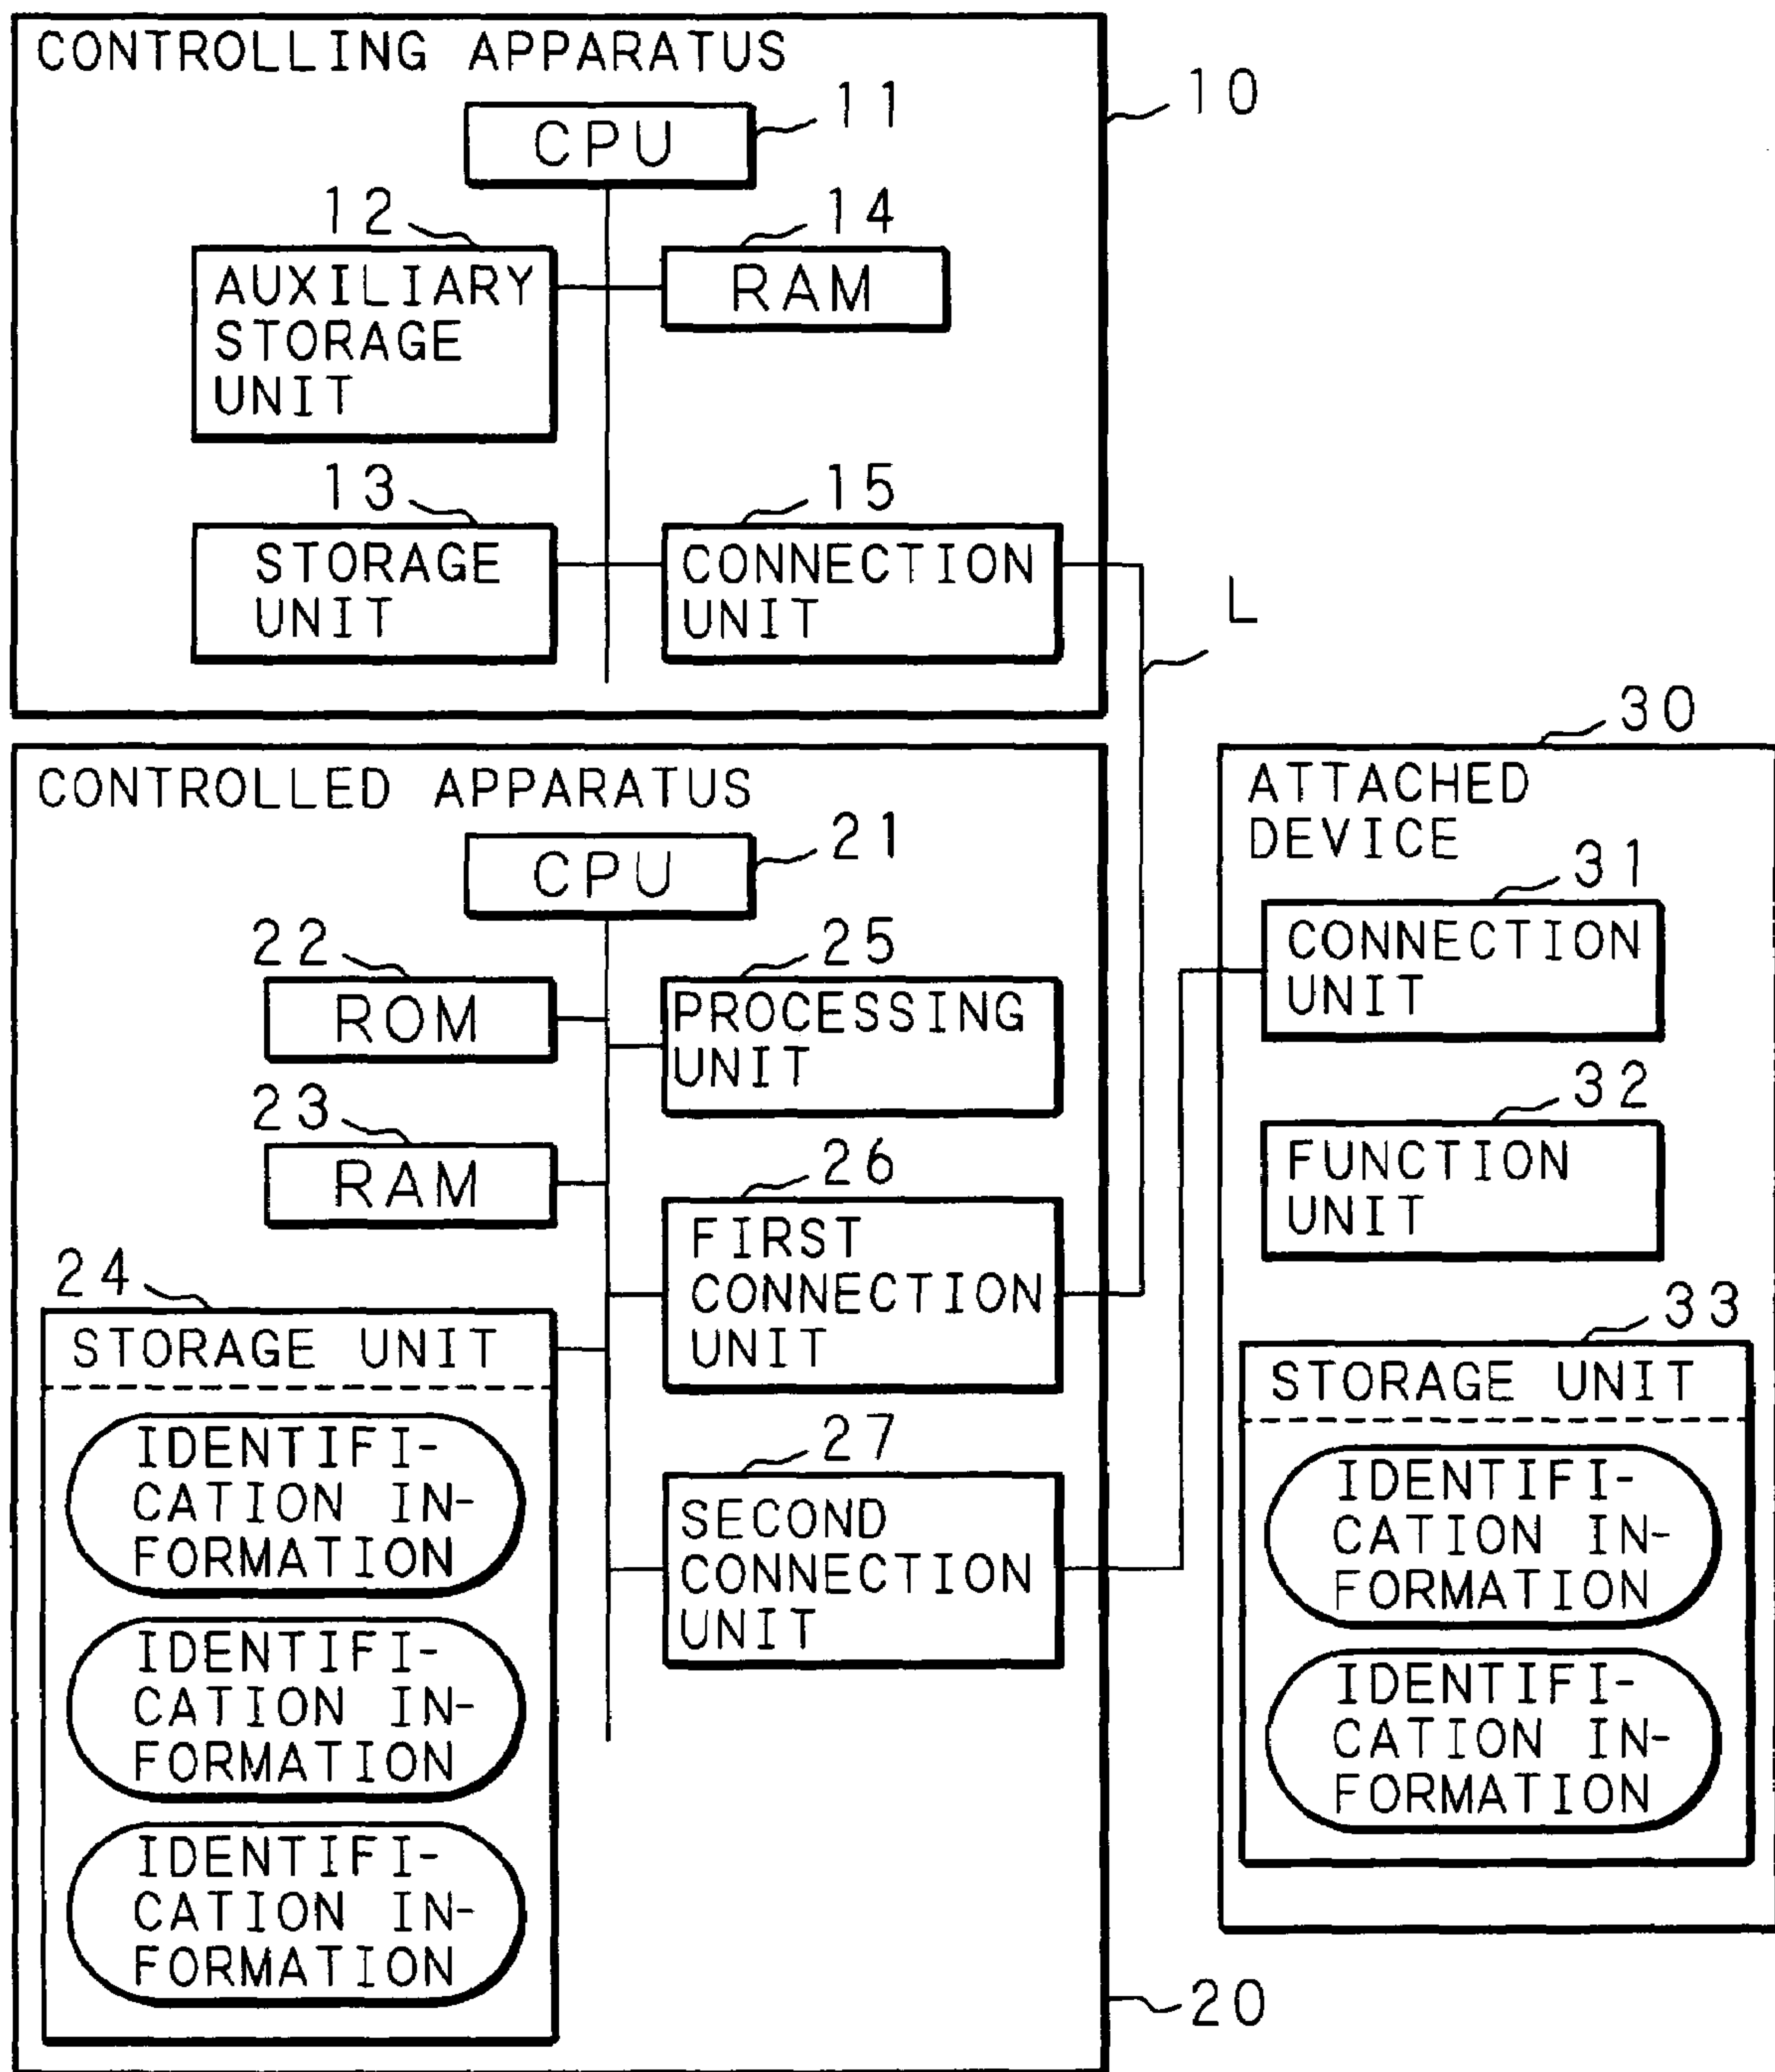 CONTROLLING APPARATUS
10
11
CPU
12
14
AUXILIARY
STORAGE
UNIT
RAM
13
15
STORAGE
UNIT
CONNECTION
UNIT
L
CONTROLLED APPARATUS
21
CPU
22
25
ROM
PROCESSING
UNIT
23
RAM
26
FIRST
CONNECTION
UNIT
24
STORAGE UNIT
IDENTIFI-
CATION IN-
FORMATION
IDENTIFI-
CATION IN-
FORMATION
IDENTIFI-
CATION IN-
FORMATION
27
SECOND
CONNECTION
UNIT
20
30
ATTACHED
DEVICE
31
CONNECTION
UNIT
32
FUNCTION
UNIT
33
STORAGE UNIT
IDENTIFI-
CATION IN-
FORMATION
IDENTIFI-
CATION IN-
FORMATION